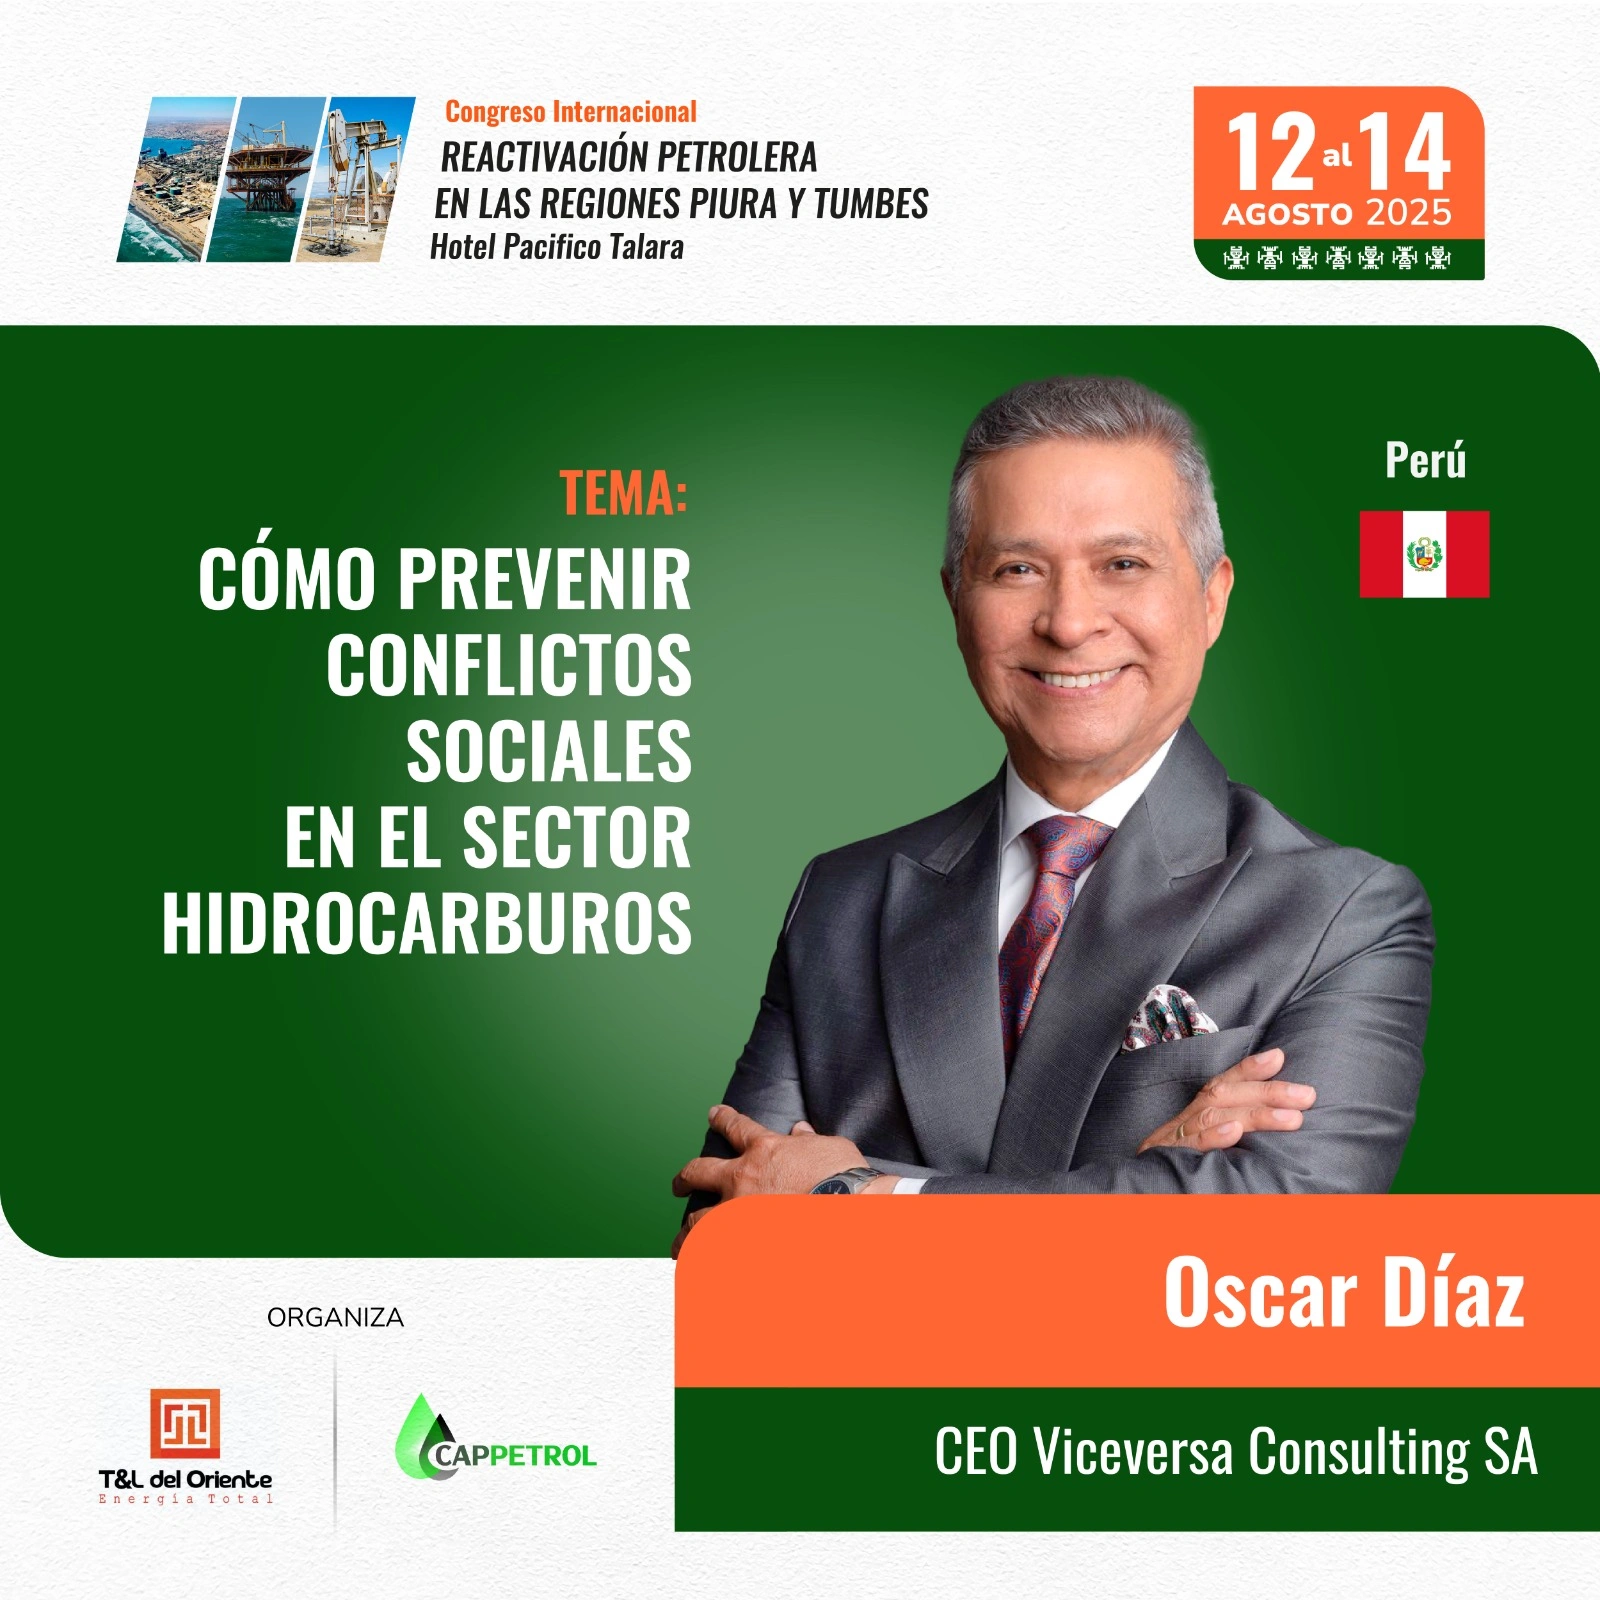 Congreso Internacional
REACTIVACIÓN PETROLERA
EN LAS REGIONES PIURA Y TUMBES
Hotel Pacifico Talara
12 al 14
AGOSTO 2025
TEMA:
CÓMO PREVENIR
CONFLICTOS
SOCIALES
EN EL SECTOR
HIDROCARBUROS
Perú
Oscar Díaz
CEO Viceversa Consulting SA
ORGANIZA
T&L del Oriente
Energía Total
CAPPETROL